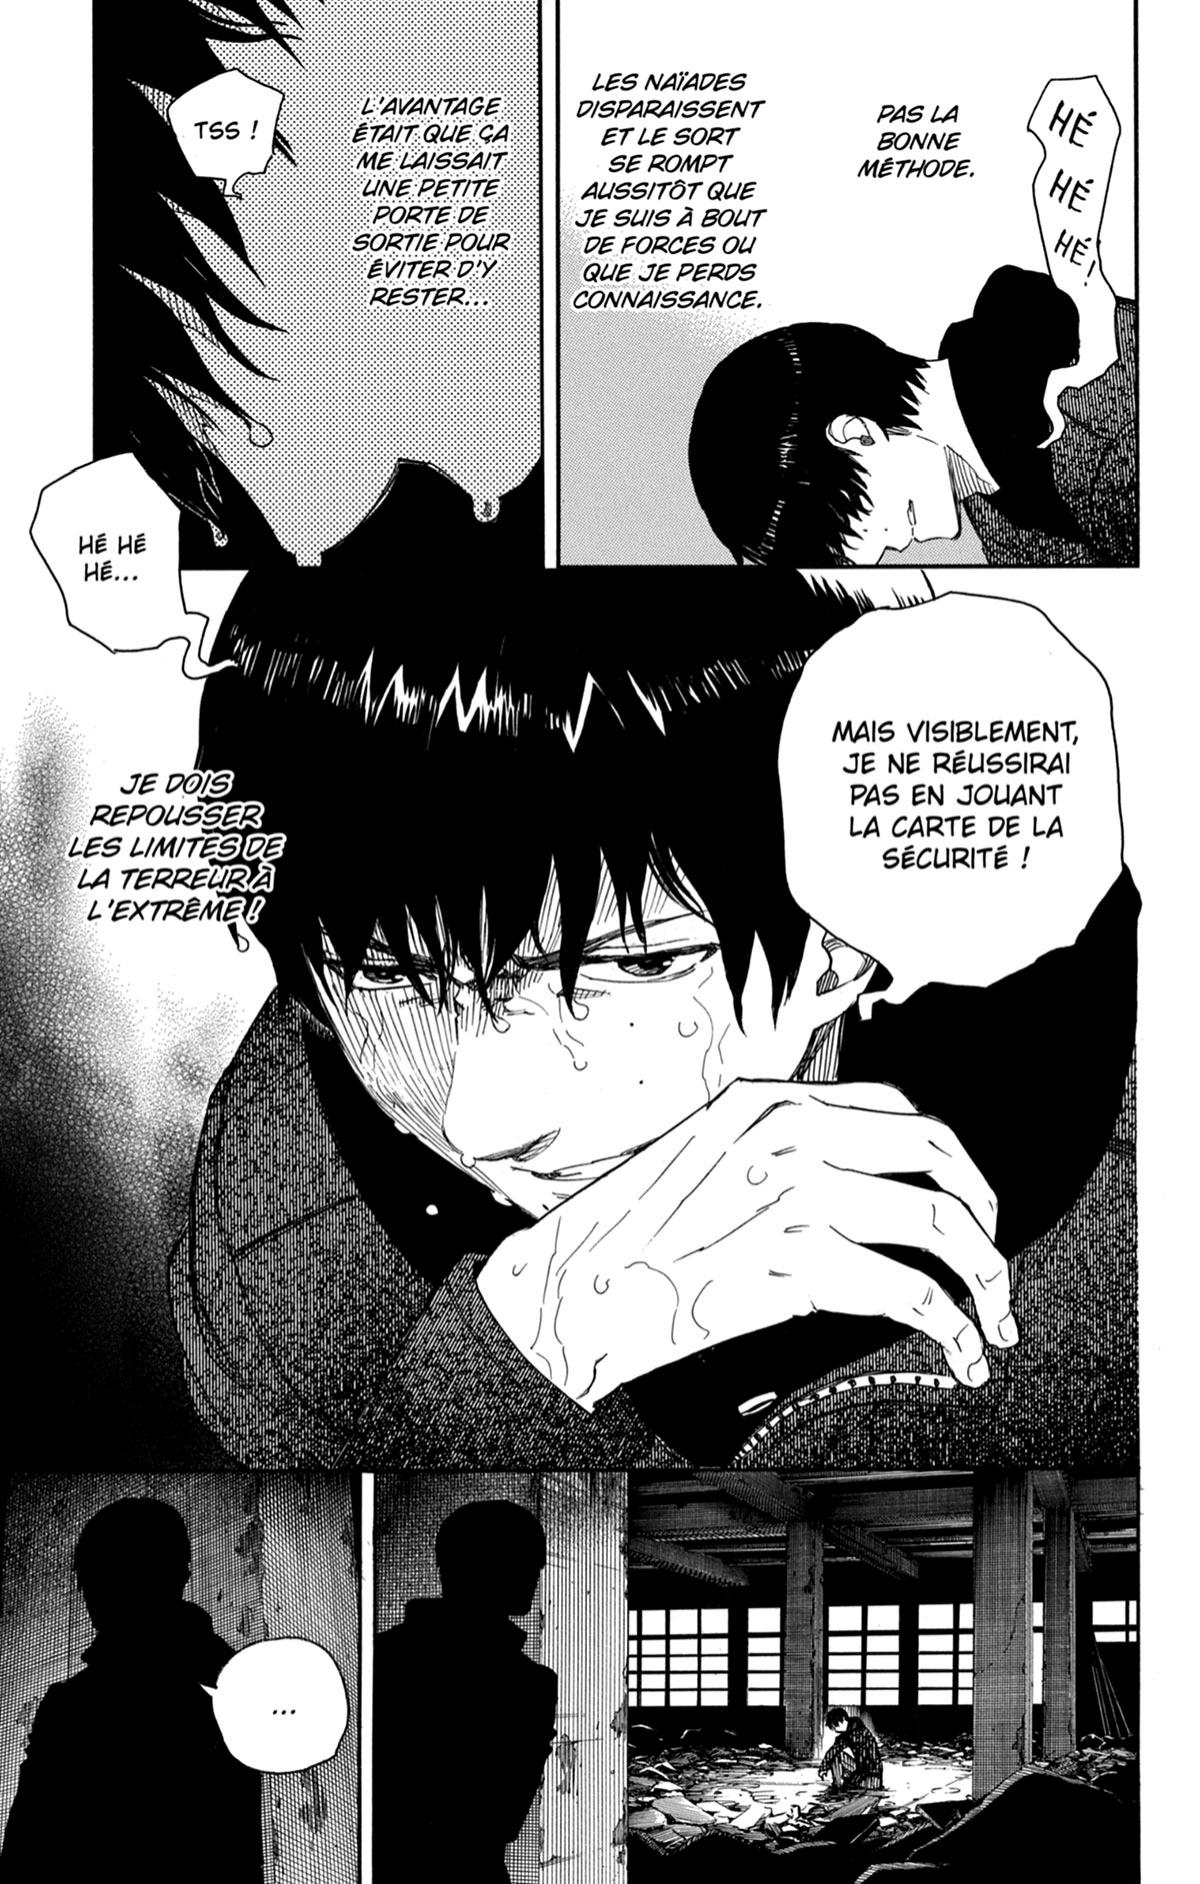 HÉ
HÉ
HÉ !
PAS LA
BONNE
MÉTHODE.
LES NAÏADES
DISPARAISSENT
ET LE SORT
SE ROMPT
AUSSITÔT QUE
JE SUIS À BOUT
DE FORCES OU
QUE JE PERDS
CONNAISSANCE.
L'AVANTAGE
ÉTAIT QUE ÇA
ME LAISSAIT
UNE PETITE
PORTE DE
SORTIE POUR
ÉVITER D'Y
RESTER...
TSS !
MAIS VISIBLEMENT,
JE NE RÉUSSIRAI
PAS EN JOUANT
LA CARTE DE LA
SÉCURITÉ !
HÉ HÉ
HÉ...
JE DOIS
REPOUSSER
LES LIMITES DE
LA TERREUR À
L'EXTRÊME !
...